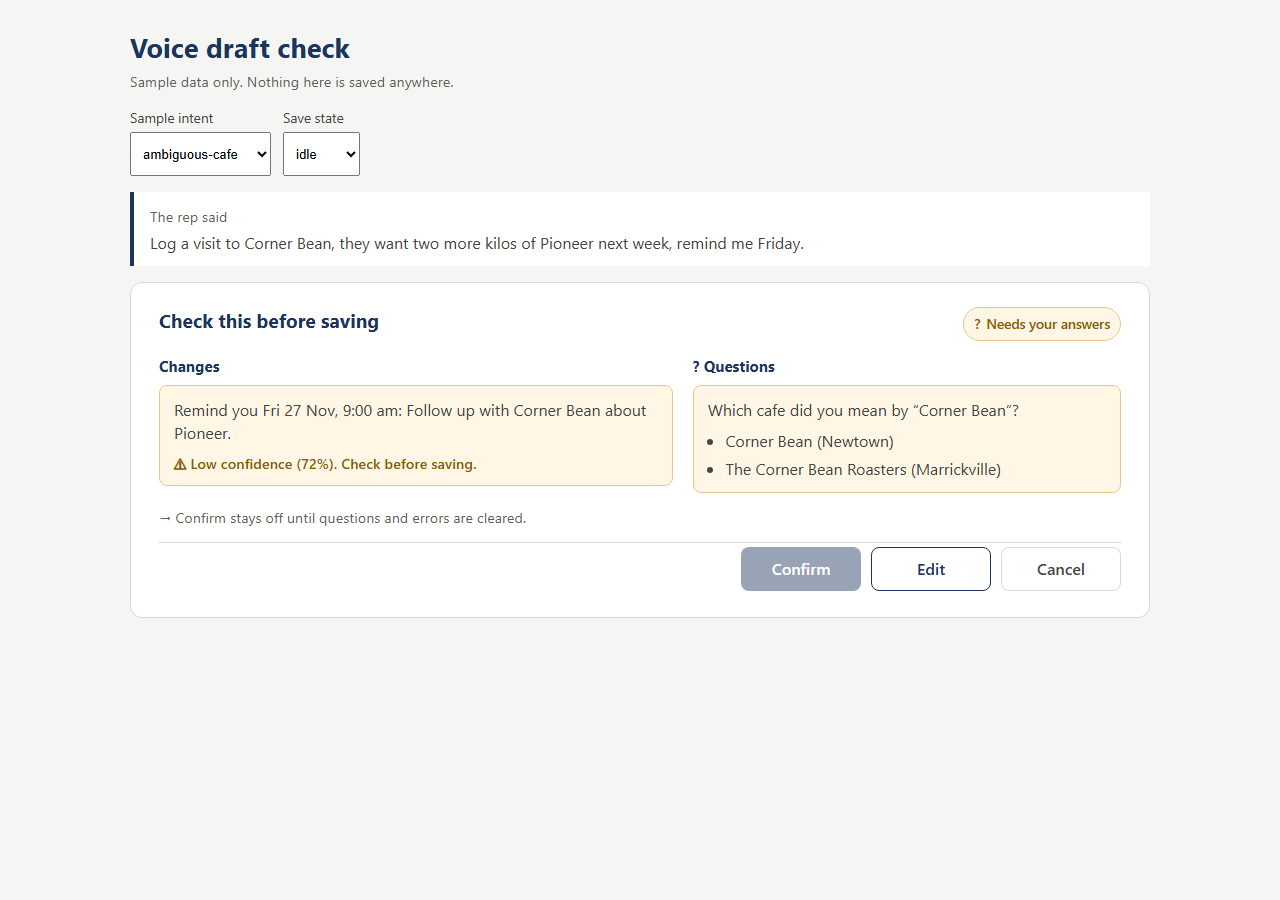 Voice draft check
Sample data only. Nothing here is saved anywhere.
Sample intent
Save state
ambiguous-cafe
idle
The rep said
Log a visit to Corner Bean, they want two more kilos of Pioneer next week, remind me Friday.
Check this before saving
? Needs your answers
Changes
Remind you Fri 27 Nov, 9:00 am: Follow up with Corner Bean about
Pioneer.
⚠ Low confidence (72%). Check before saving.
? Questions
Which cafe did you mean by “Corner Bean”?
• Corner Bean (Newtown)
• The Corner Bean Roasters (Marrickville)
→ Confirm stays off until questions and errors are cleared.
Confirm
Edit
Cancel